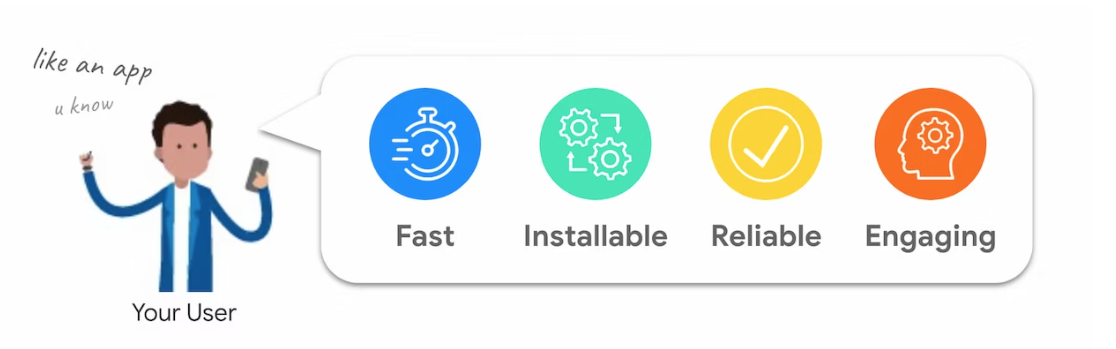 like an app
u know
Fast
Installable
Reliable
Engaging
Your User